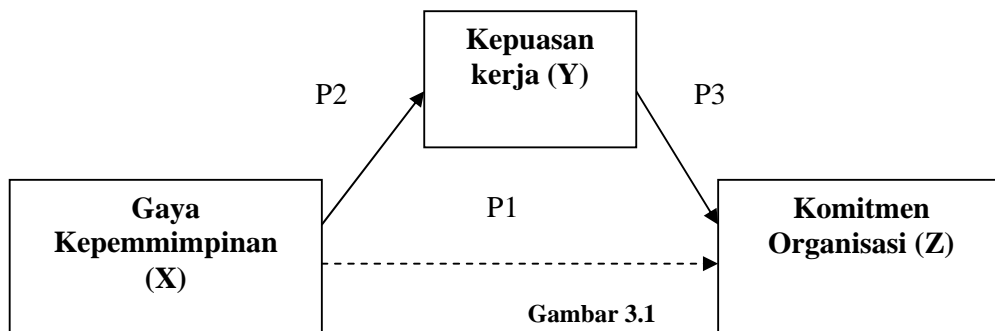 Kepuasan
kerja (Y)
P2
P3
Gaya
Kepemmimpinan
(X)
P1
Komitmen
Organisasi (Z)
Gambar 3.1